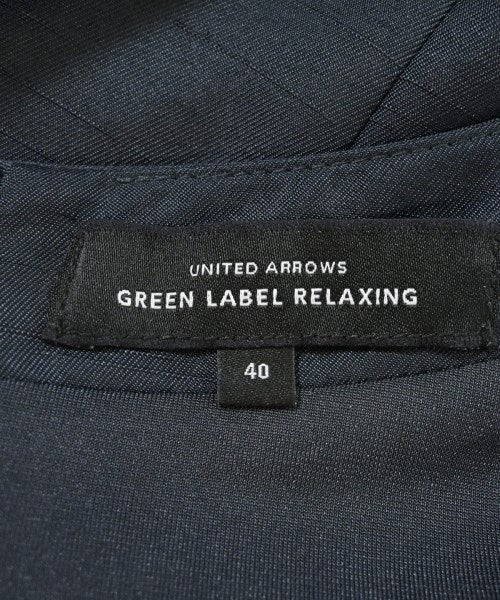 UNITED ARROWS
GREEN LABEL RELAXING
40